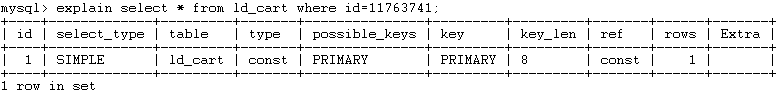 mysql> explain select * from ld_cart where id=11763741;
+----+-------------+---------+-------+---------------+---------+---------+-------+------+-------+
| id | select_type | table | type | possible_keys | key | key_len | ref | rows | Extra |
+----+-------------+---------+-------+---------------+---------+---------+-------+------+-------+
| 1 | SIMPLE | ld_cart | const | PRIMARY | PRIMARY | 8 | const | 1 | |
+----+-------------+---------+-------+---------------+---------+---------+-------+------+-------+
1 row in set